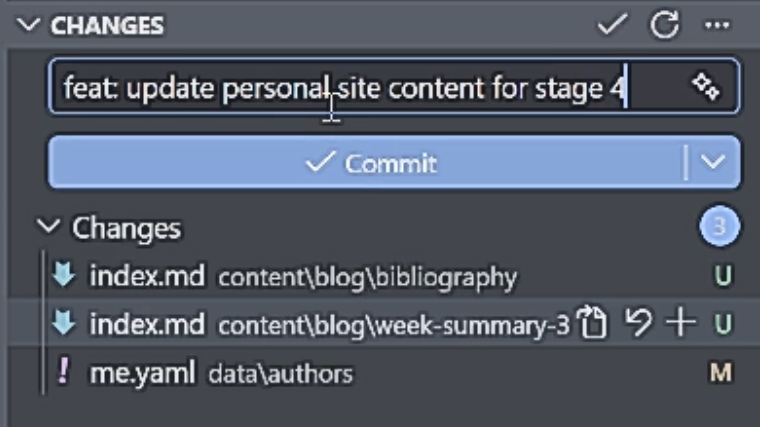 CHANGES
feat: update personal site content for stage 4
Commit
Changes 3
index.md content\blog\bibliography U
index.md content\blog\week-summary-3 U
me.yaml data\authors M